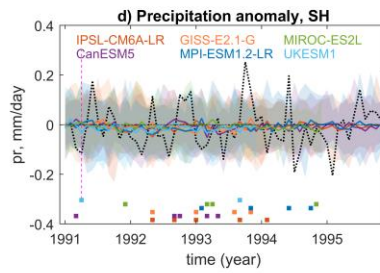 d) Precipitation anomaly, SH
IPSL-CM6A-LR GISS-E2.1-G MIROC-ES2L
CanESM5 MPI-ESM1.2-LR UKESM1
pr, mm/day
0.4
0.2
0
-0.2
-0.4
1991 1992 1993 1994 1995
time (year)